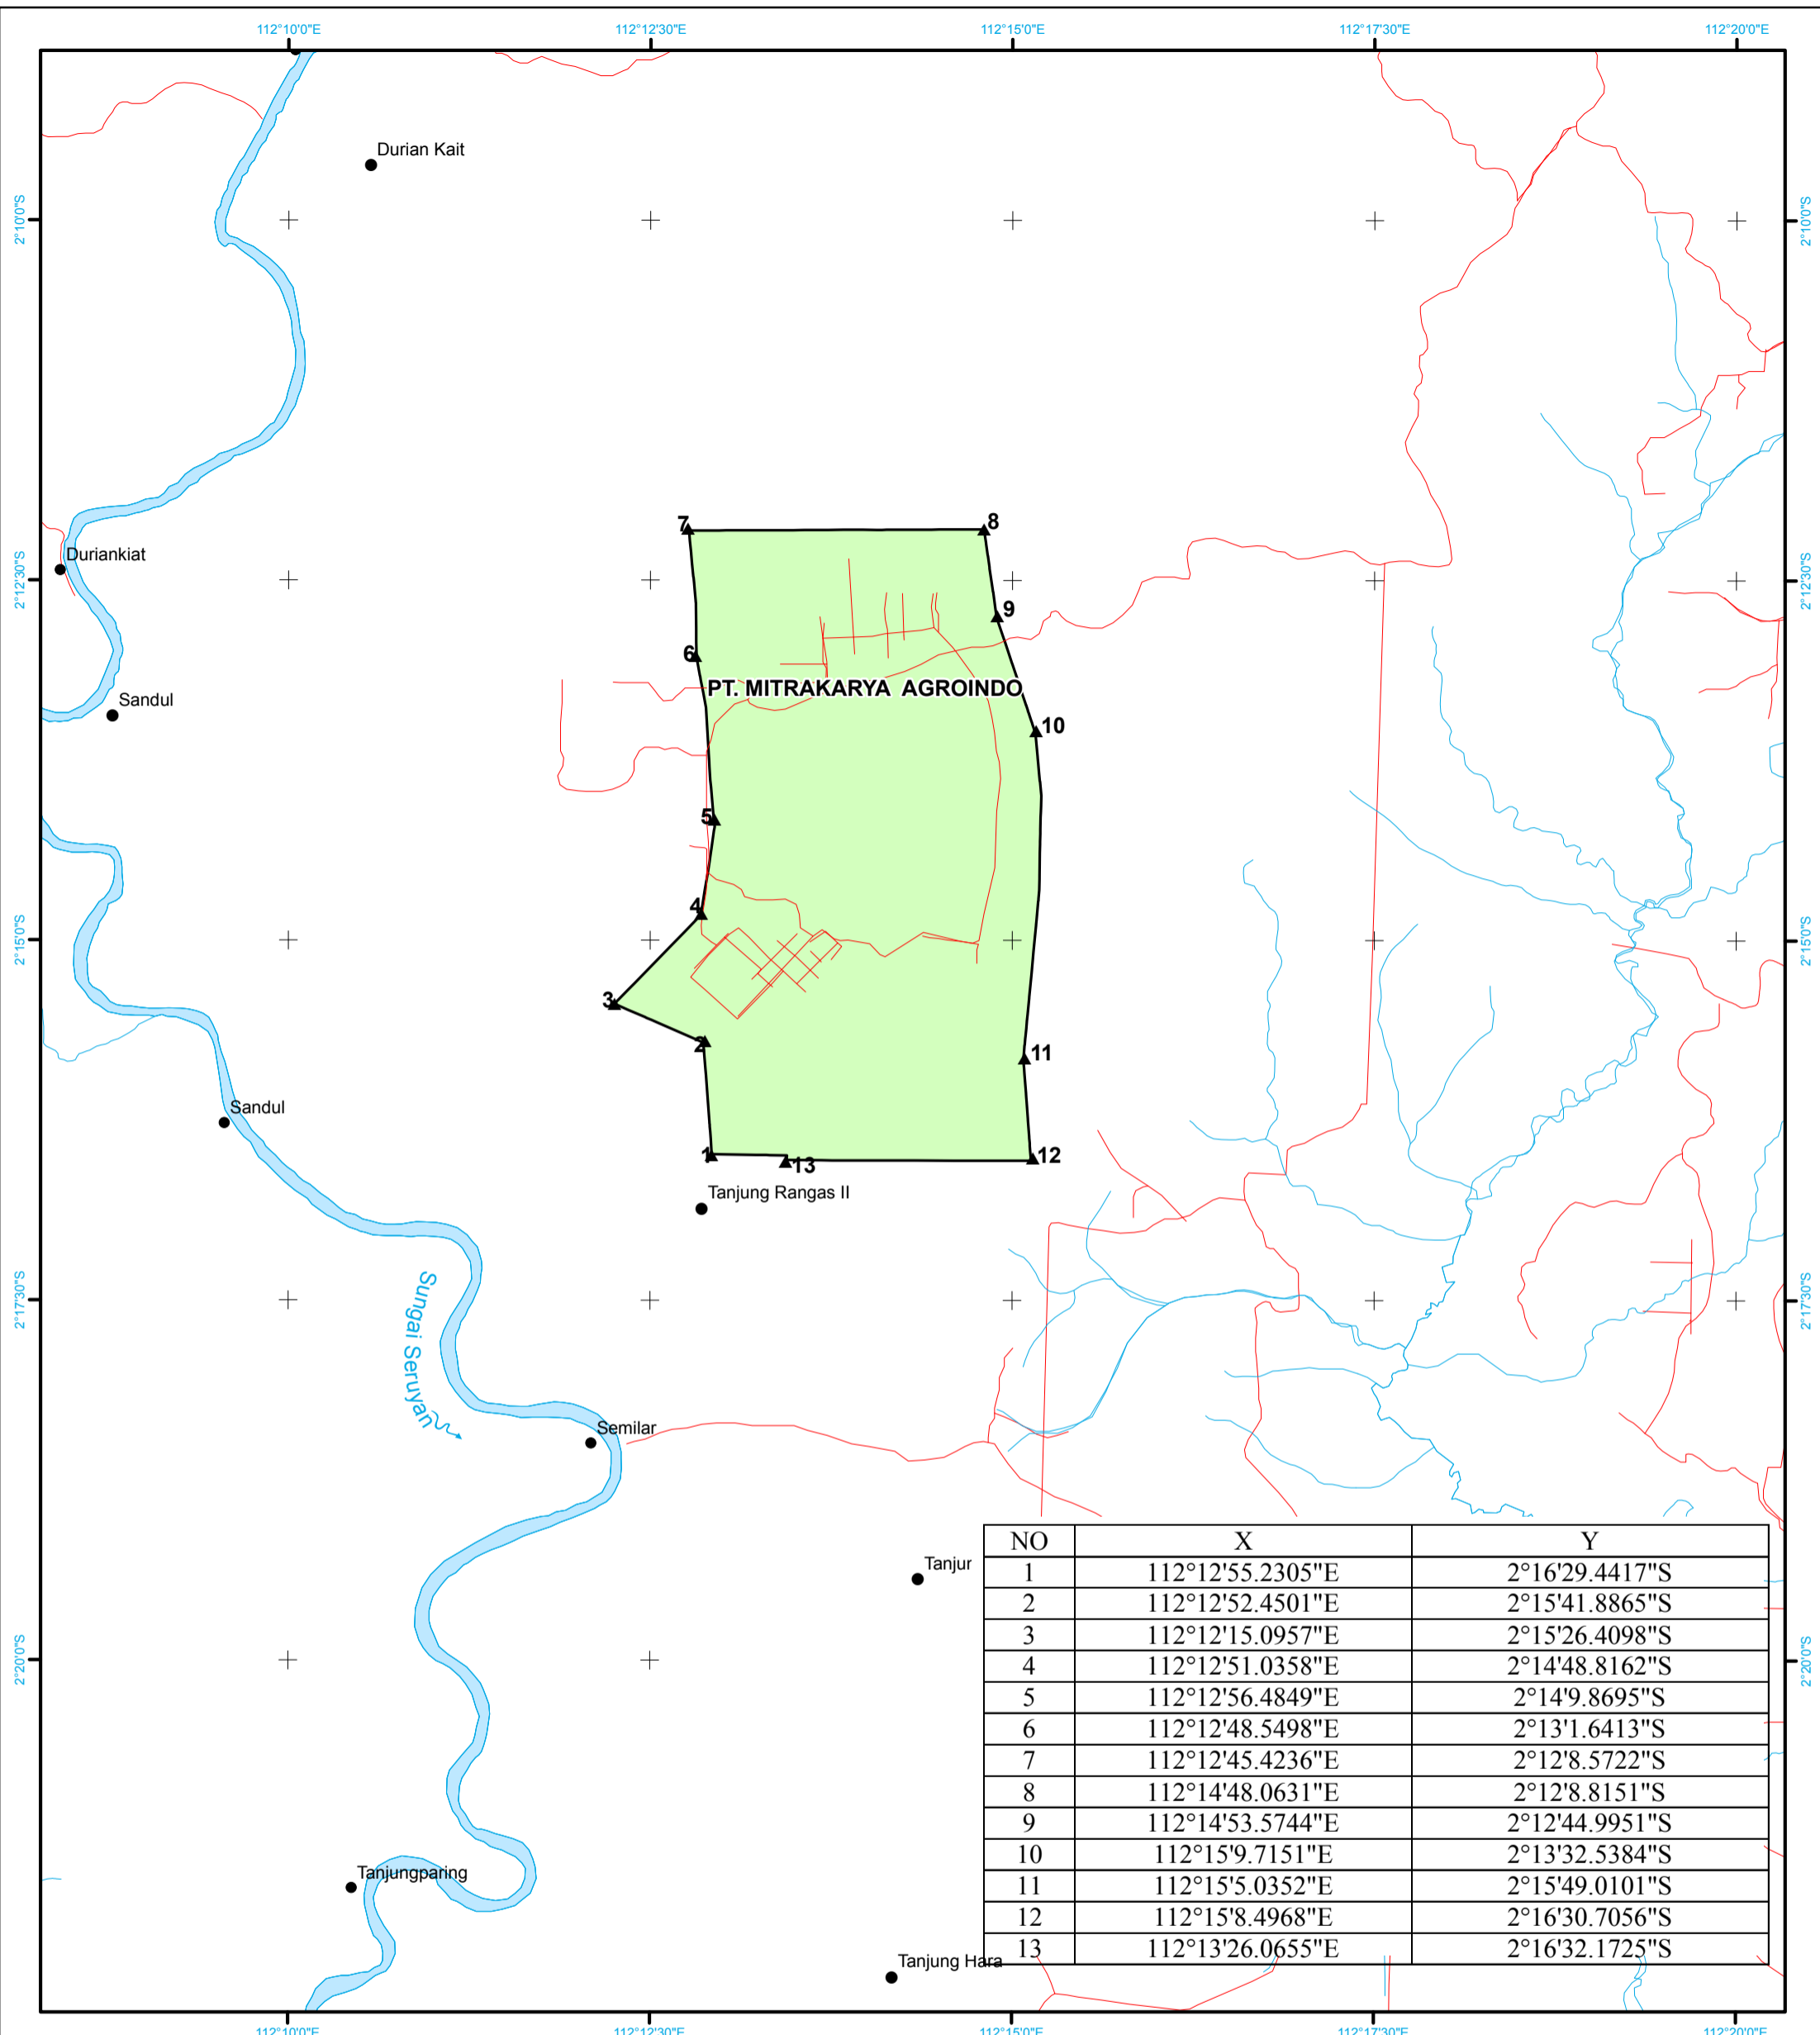 112°10'0"E 112°12'30"E 112°15'0"E 112°17'30"E 112°20'0"E
Durian Kait
2°10'0"S 2°10'0"S
7 8
Duriankiat
2°12'30"S 2°12'30"S
9
6
PT. MITRAKARYA AGROINDO
Sandul
10
5
4
2°15'0"S 2°15'0"S
3
2
11
Sandul
1 13 12
Tanjung Rangas II
2°17'30"S 2°17'30"S
Sungai Seruyan
Semilar
Tanjur
NO X Y
1 112°12'55.2305"E 2°16'29.4417"S
2 112°12'52.4501"E 2°15'41.8865"S
3 112°12'15.0957"E 2°15'26.4098"S
4 112°12'51.0358"E 2°14'48.8162"S
2°20'0"S 2°20'0"S
5 112°12'56.4849"E 2°14'9.8695"S
6 112°12'48.5498"E 2°13'1.6413"S
7 112°12'45.4236"E 2°12'8.5722"S
8 112°14'48.0631"E 2°12'8.8151"S
9 112°14'53.5744"E 2°12'44.9951"S
10 112°15'9.7151"E 2°13'32.5384"S
Tanjungparing
11 112°15'5.0352"E 2°15'49.0101"S
12 112°15'8.4968"E 2°16'30.7056"S
13 112°13'26.0655"E 2°16'32.1725"S
Tanjung Hara
112°10'0"E 112°12'30"E 112°15'0"E 112°17'30"E 112°20'0"E